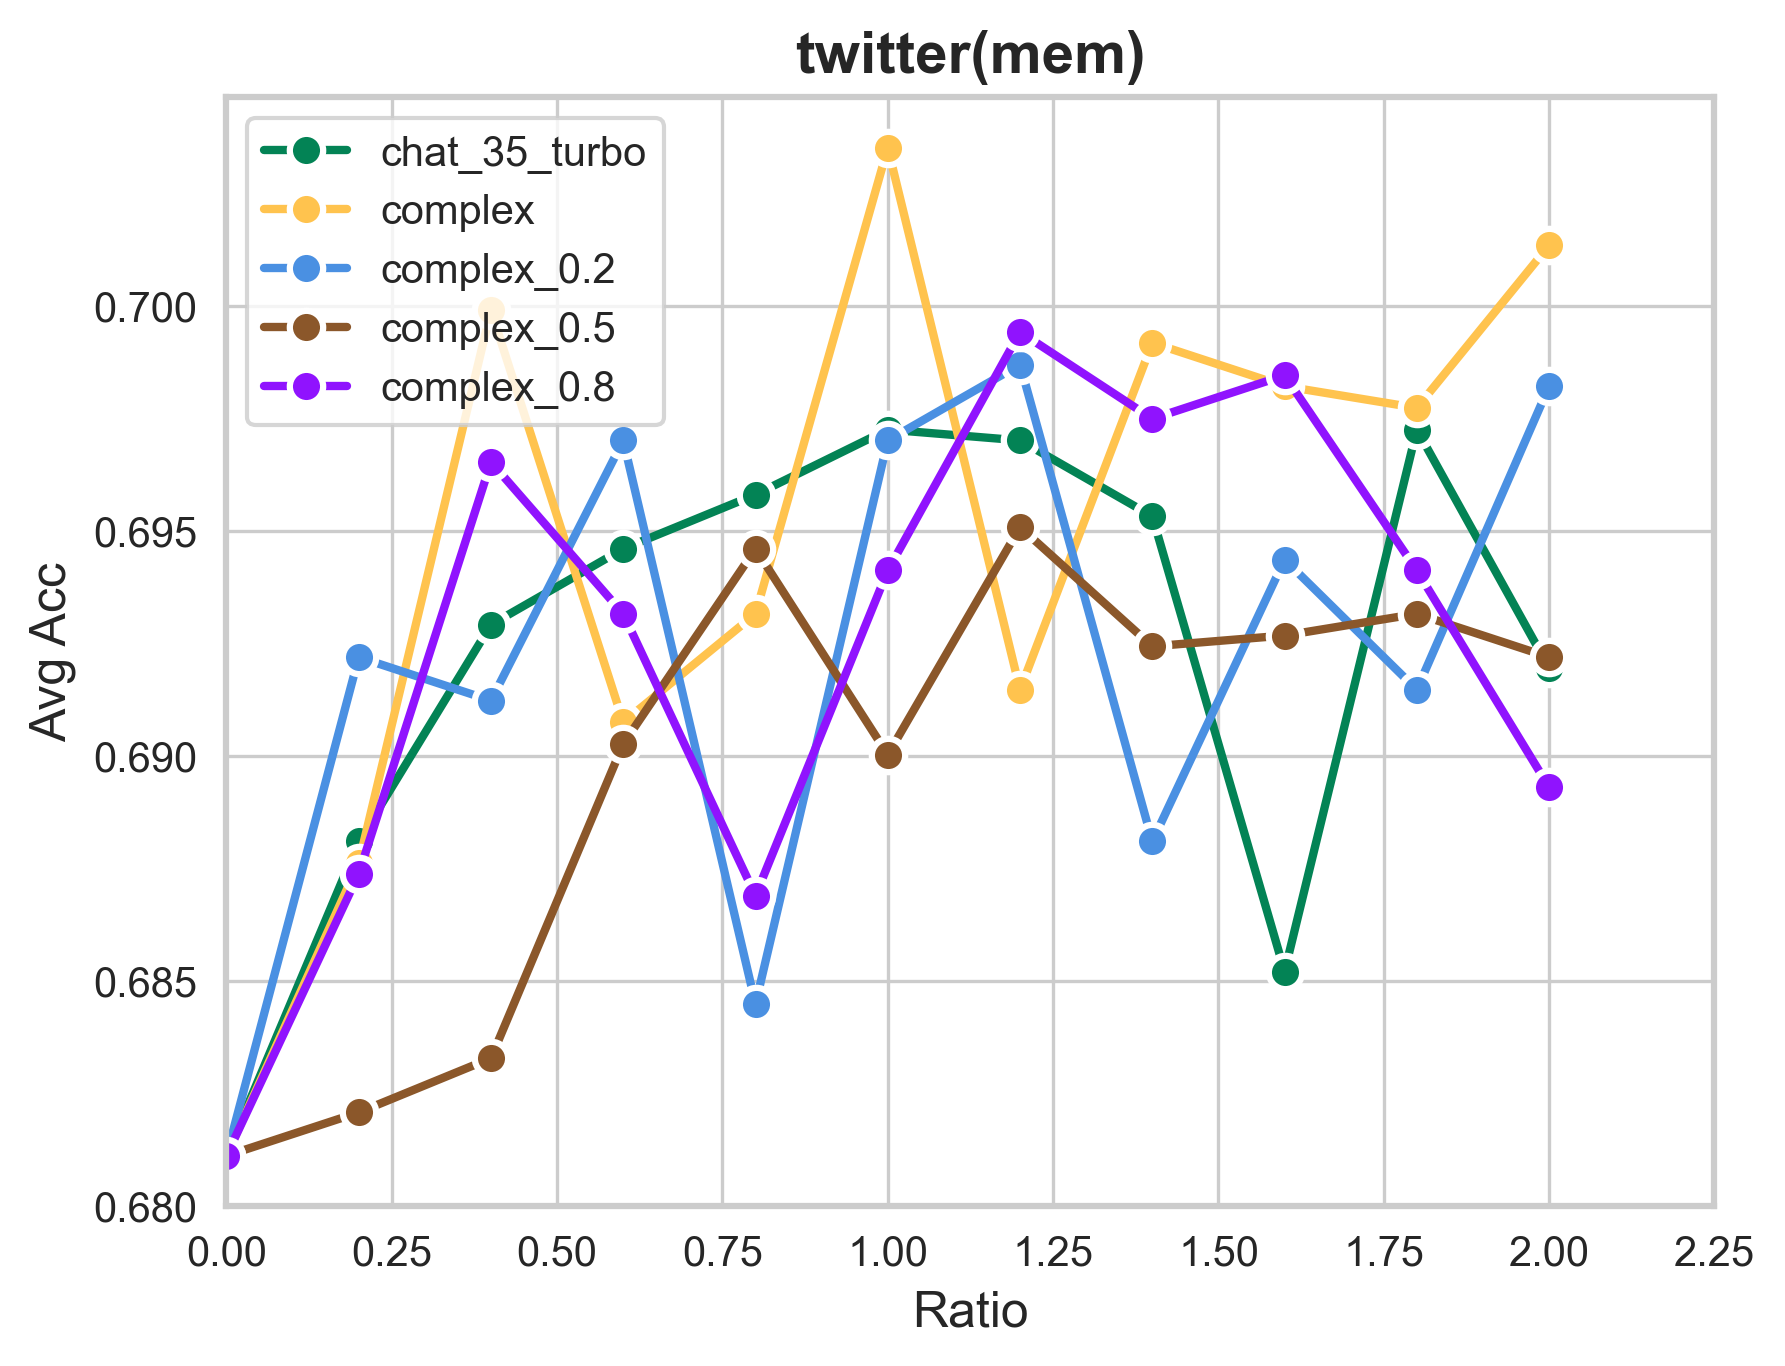 twitter(mem)
chat_35_turbo
complex
complex_0.2
complex_0.5
complex_0.8
Avg Acc
0.700
0.695
0.690
0.685
0.680
0.00 0.25 0.50 0.75 1.00 1.25 1.50 1.75 2.00 2.25
Ratio